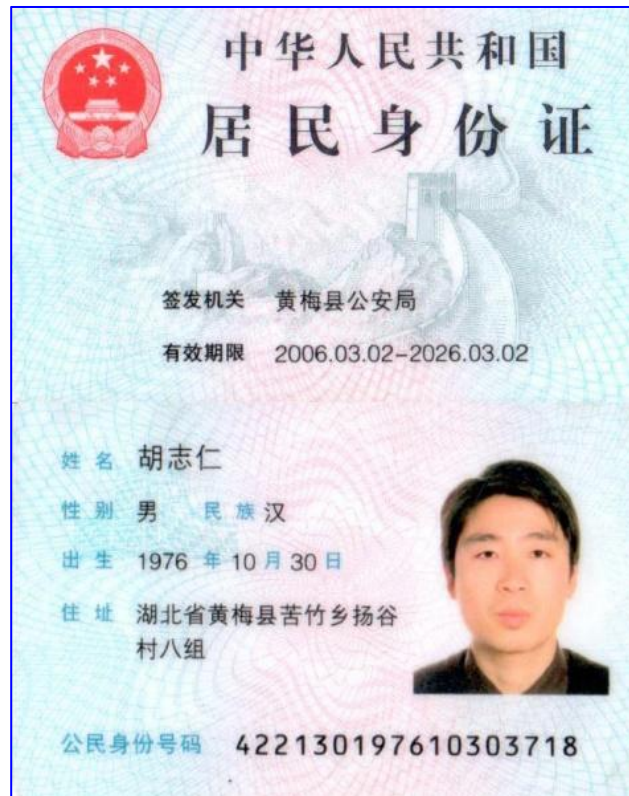 中华人民共和国
居民身份证
签发机关 黄梅县公安局
有效期限 2006.03.02-2026.03.02
姓名 胡志仁
性别 男 民族 汉
出生 1976 年 10 月 30 日
住址 湖北省黄梅县苦竹乡扬谷
村八组
公民身份号码 422130197610303718